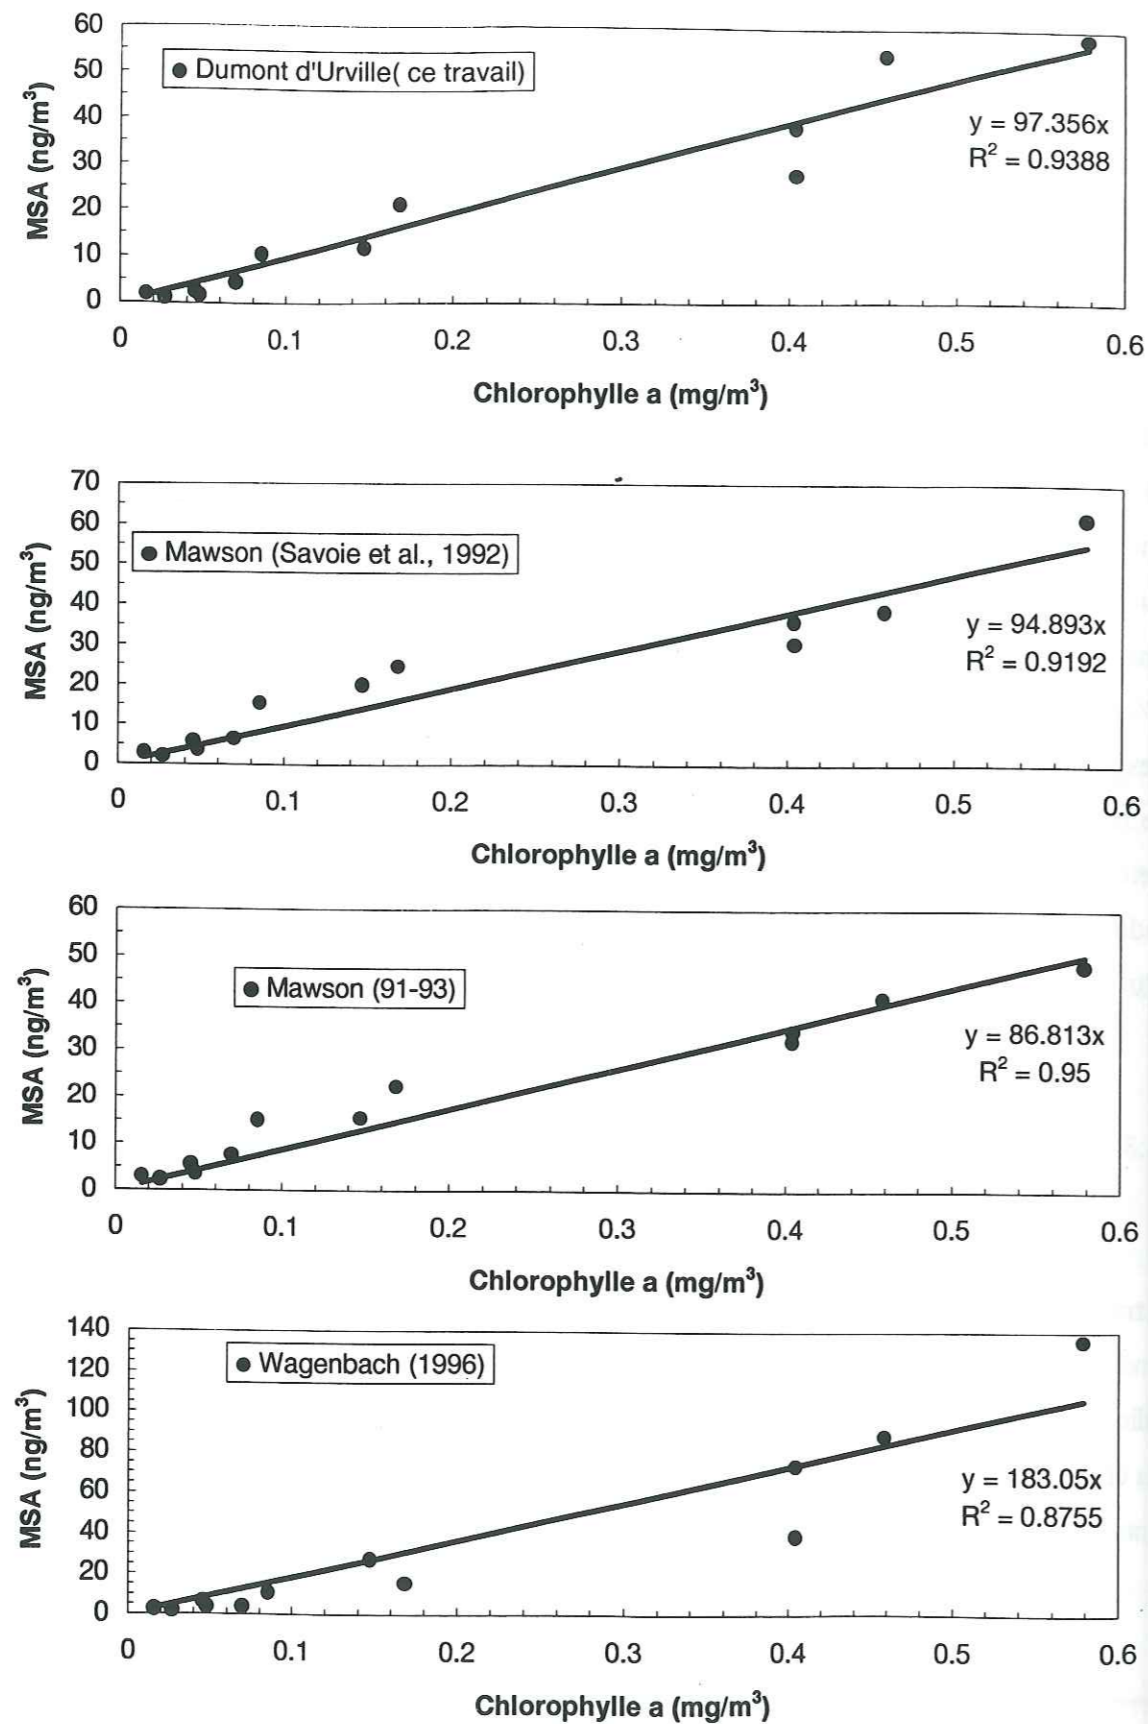 60
50
40
30
20
10
0
MSA (ng/m³)
Dumont d'Urville( ce travail)
y = 97.356x
R² = 0.9388
0 0.1 0.2 0.3 0.4 0.5 0.6
Chlorophylle a (mg/m³)
70
60
50
40
30
20
10
0
MSA (ng/m³)
Mawson (Savoie et al., 1992)
y = 94.893x
R² = 0.9192
0 0.1 0.2 0.3 0.4 0.5 0.6
Chlorophylle a (mg/m³)
60
50
40
30
20
10
0
MSA (ng/m³)
Mawson (91-93)
y = 86.813x
R² = 0.95
0 0.1 0.2 0.3 0.4 0.5 0.6
Chlorophylle a (mg/m³)
140
120
100
80
60
40
20
0
MSA (ng/m³)
Wagenbach (1996)
y = 183.05x
R² = 0.8755
0 0.1 0.2 0.3 0.4 0.5 0.6
Chlorophylle a (mg/m³)